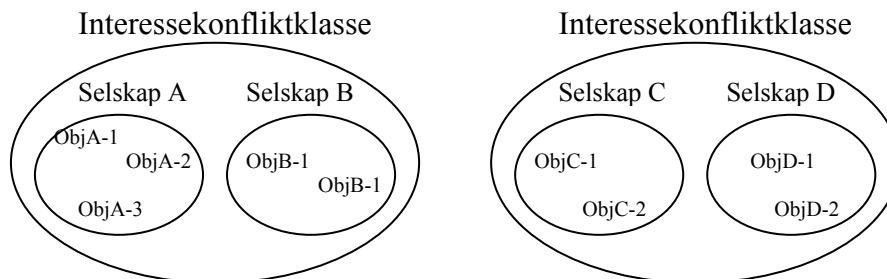 Interessekonfliktklasse
Selskap A
Selskap B
ObjA-1
ObjA-2
ObjA-3
ObjB-1
ObjB-1
Interessekonfliktklasse
Selskap C
Selskap D
ObjC-1
ObjC-2
ObjD-1
ObjD-2